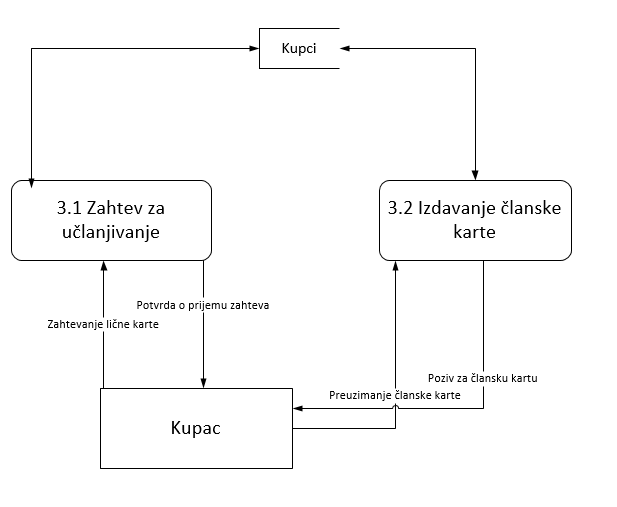 Kupci
3.1 Zahtev za
učlanjivanje
3.2 Izdavanje članske
karte
Potvrda o prijemu zahteva
Zahtevanje lične karte
Poziv za člansku kartu
Preuzimanje članske karte
Kupac